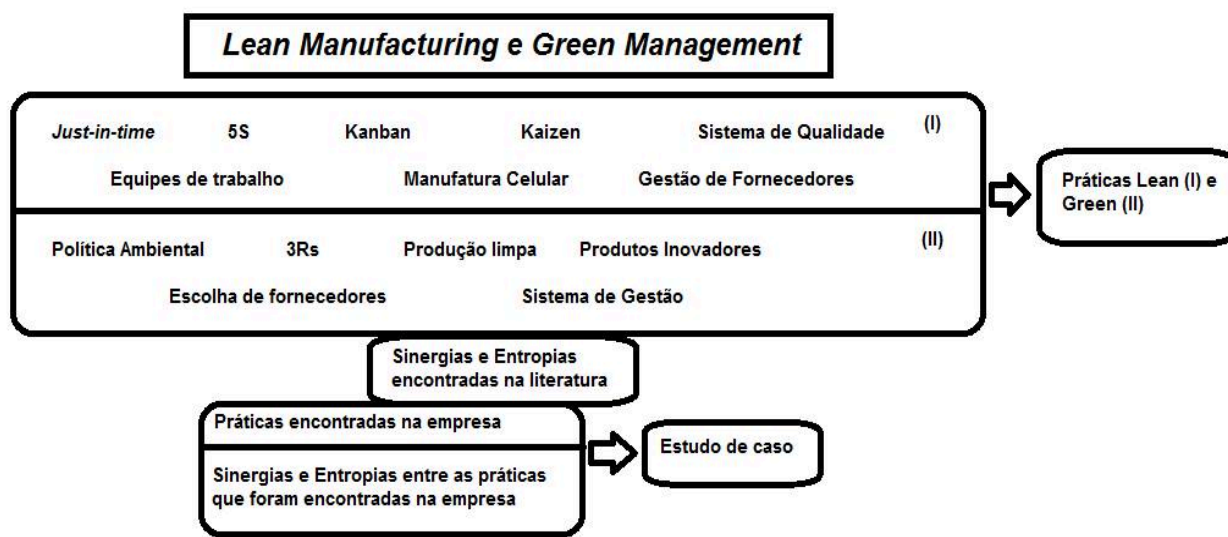 Lean Manufacturing e Green Management
Just-in-time 5S Kanban Kaizen Sistema de Qualidade (I)
Equipes de trabalho Manufatura Celular Gestão de Fornecedores
Práticas Lean (I) e
Green (II)
Política Ambiental 3Rs Produção limpa Produtos Inovadores (II)
Escolha de fornecedores Sistema de Gestão
Sinergias e Entropias
encontradas na literatura
Práticas encontradas na empresa
Sinergias e Entropias entre as práticas
que foram encontradas na empresa
Estudo de caso